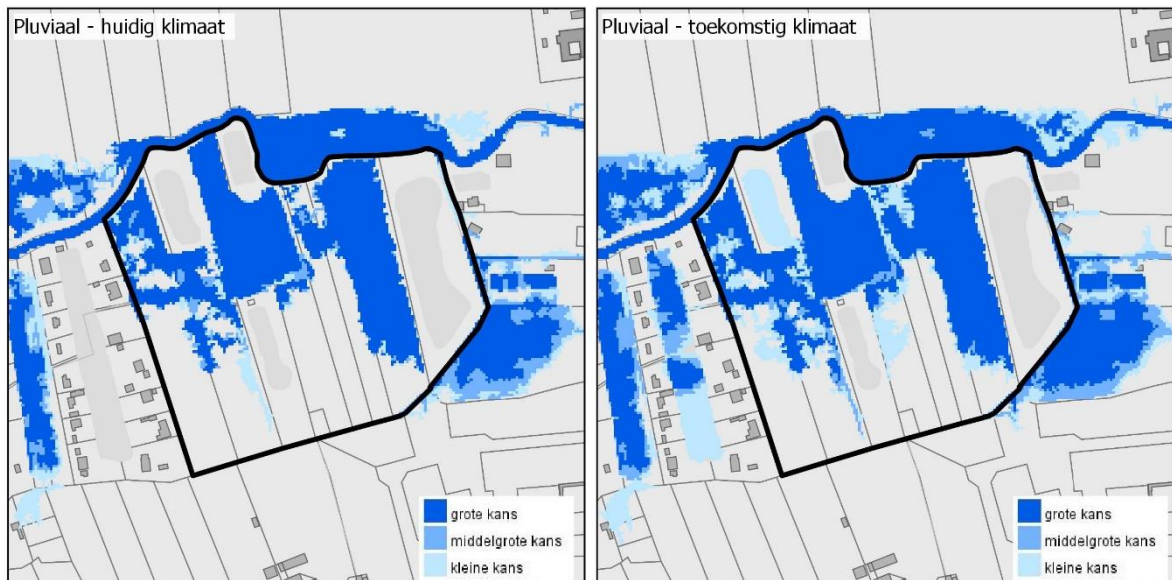 Pluviaal - huidig klimaat
grote kans
middelgrote kans
kleine kans
Pluviaal - toekomstig klimaat
grote kans
middelgrote kans
kleine kans